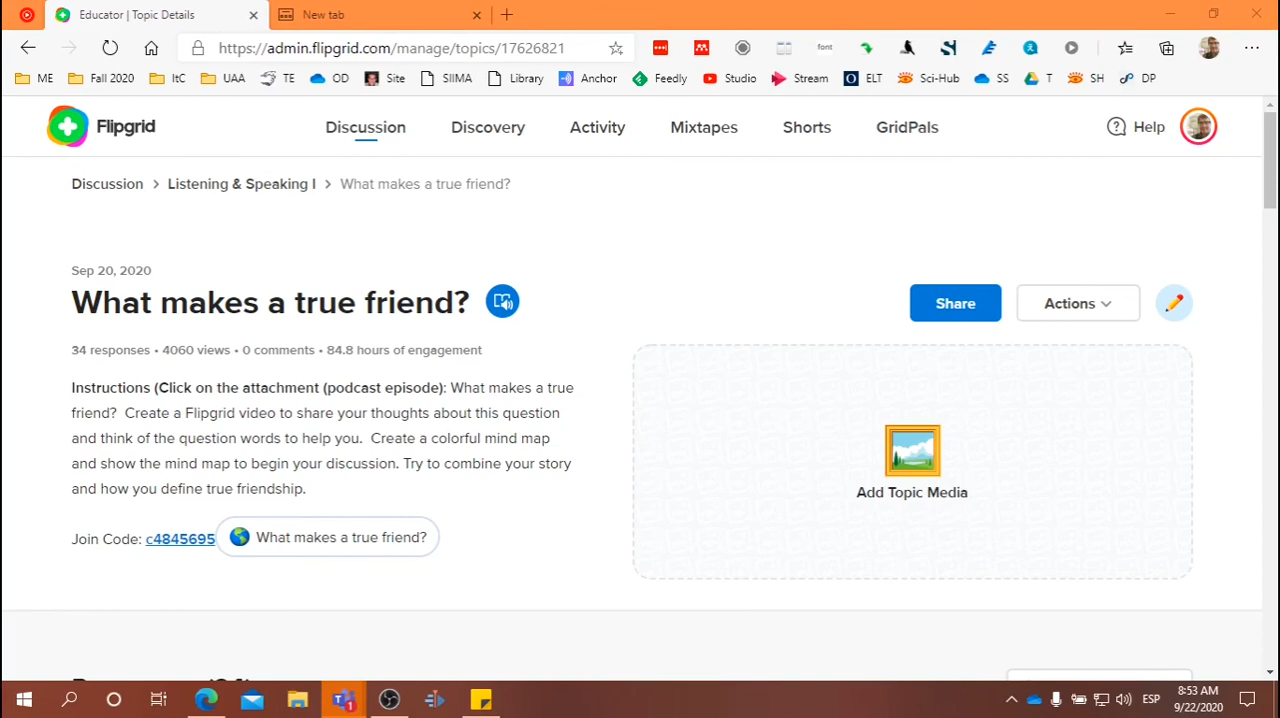 Educator | Topic Details
New tab
https://admin.flipgrid.com/manage/topics/17626821
font
ME
Fall 2020
ItC
UAA
TE
OD
Site
SIIMA
Library
Anchor
Feedly
Studio
Stream
ELT
Sci-Hub
SS
T
SH
DP
Flipgrid
Discussion
Discovery
Activity
Mixtapes
Shorts
GridPals
Help
Discussion > Listening & Speaking I > What makes a true friend?
Sep 20, 2020
What makes a true friend?
Share
Actions
34 responses • 4060 views • 0 comments • 84.8 hours of engagement
Instructions (Click on the attachment (podcast episode): What makes a true
friend? Create a Flipgrid video to share your thoughts about this question
and think of the question words to help you. Create a colorful mind map
and show the mind map to begin your discussion. Try to combine your story
and how you define true friendship.
Add Topic Media
Join Code: c4845695
What makes a true friend?
ESP
8:53 AM
9/22/2020